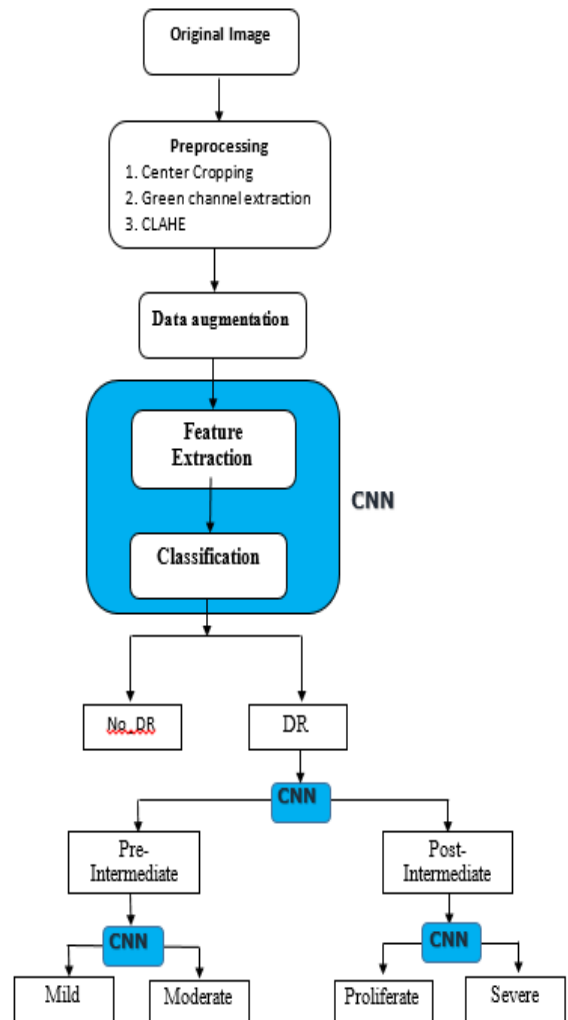 Original Image
Preprocessing
1. Center Cropping
2. Green channel extraction
3. CLAHE
Data augmentation
Feature
Extraction
CNN
Classification
No_DR
DR
CNN
Pre-
Intermediate
Post-
Intermediate
CNN
CNN
Mild
Moderate
Proliferate
Severe